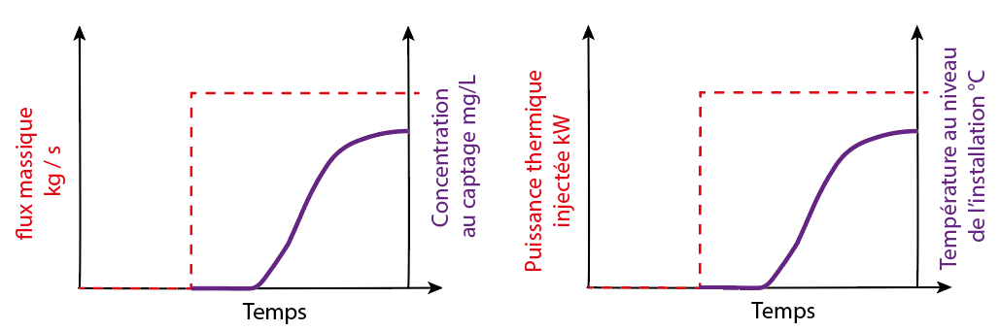 flux massique
kg / s
Concentration
au captage mg/L
Temps
Puissance thermique
injectée kW
Température au niveau
de l'installation °C
Temps